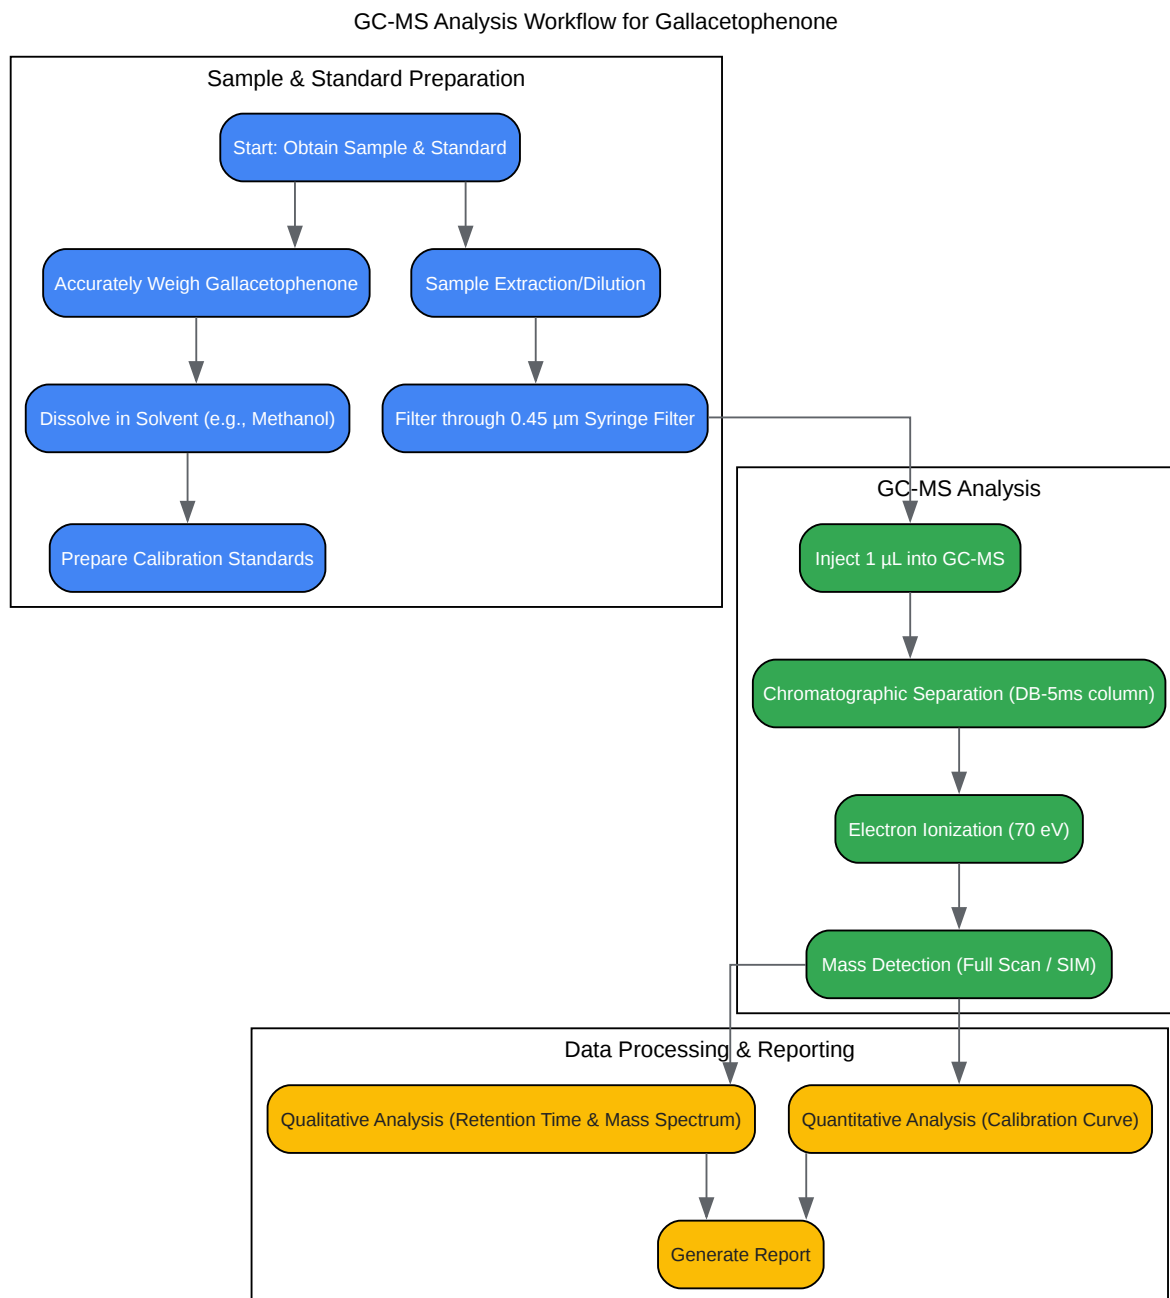 GC-MS Analysis Workflow for Gallacetophenone
Sample & Standard Preparation
Start: Obtain Sample & Standard
Accurately Weigh Gallacetophenone
Sample Extraction/Dilution
Dissolve in Solvent (e.g., Methanol)
Filter through 0.45 µm Syringe Filter
Prepare Calibration Standards
GC-MS Analysis
Inject 1 µL into GC-MS
Chromatographic Separation (DB-5ms column)
Electron Ionization (70 eV)
Mass Detection (Full Scan / SIM)
Data Processing & Reporting
Qualitative Analysis (Retention Time & Mass Spectrum)
Quantitative Analysis (Calibration Curve)
Generate Report